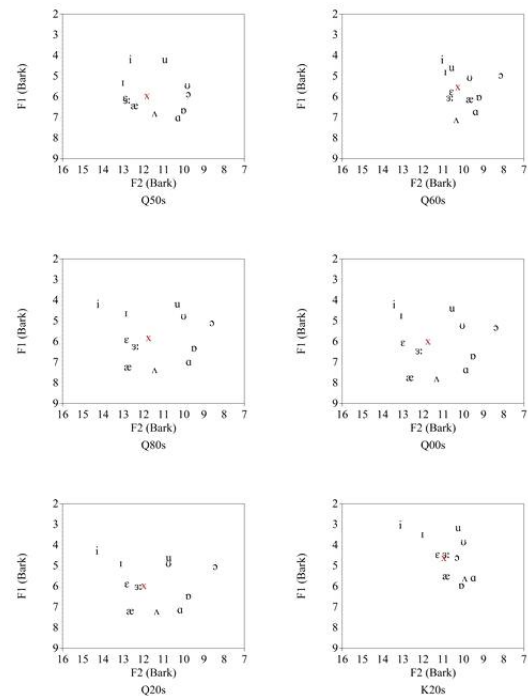 F1 (Bark)
2
3
4
5
6
7
8
9
i u
ɪ ʊ
ɔ
ɛ x
ɜː
æ
ʌ ɒ
ɑ
16 15 14 13 12 11 10 9 8 7
F2 (Bark)
Q50s
F1 (Bark)
2
3
4
5
6
7
8
9
i
u
ɪ ʊ ɔ
x
ɛ
ɜː æ ɒ
ɑ
ʌ
16 15 14 13 12 11 10 9 8 7
F2 (Bark)
Q60s
F1 (Bark)
2
3
4
5
6
7
8
9
i u
ɪ ʊ
ɔ
ɛ x
ɜː ɒ
ɑ
æ ʌ
16 15 14 13 12 11 10 9 8 7
F2 (Bark)
Q80s
F1 (Bark)
2
3
4
5
6
7
8
9
i u
ɪ
ʊ ɔ
ɛ x
ɜː ɒ
ɑ
æ ʌ
16 15 14 13 12 11 10 9 8 7
F2 (Bark)
Q00s
F1 (Bark)
2
3
4
5
6
7
8
9
i u
ɪ ʊ ɔ
ɛ ɜː x
ɒ
æ ʌ ɑ
16 15 14 13 12 11 10 9 8 7
F2 (Bark)
Q20s
F1 (Bark)
2
3
4
5
6
7
8
9
i u
ɪ ʊ
ɛ ɜː ɔ
x
æ ʌ ɑ
ɒ
16 15 14 13 12 11 10 9 8 7
F2 (Bark)
K20s